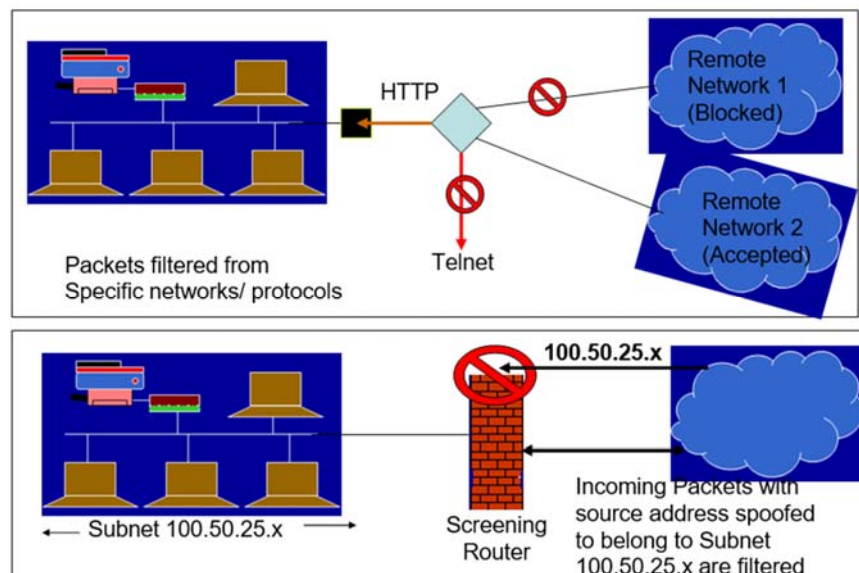 HTTP
Remote
Network 1
(Blocked)
Remote
Network 2
(Accepted)
Telnet
Packets filtered from
Specific networks/ protocols
100.50.25.x
Subnet 100.50.25.x
Screening
Router
Incoming Packets with
source address spoofed
to belong to Subnet
100.50.25.x are filtered